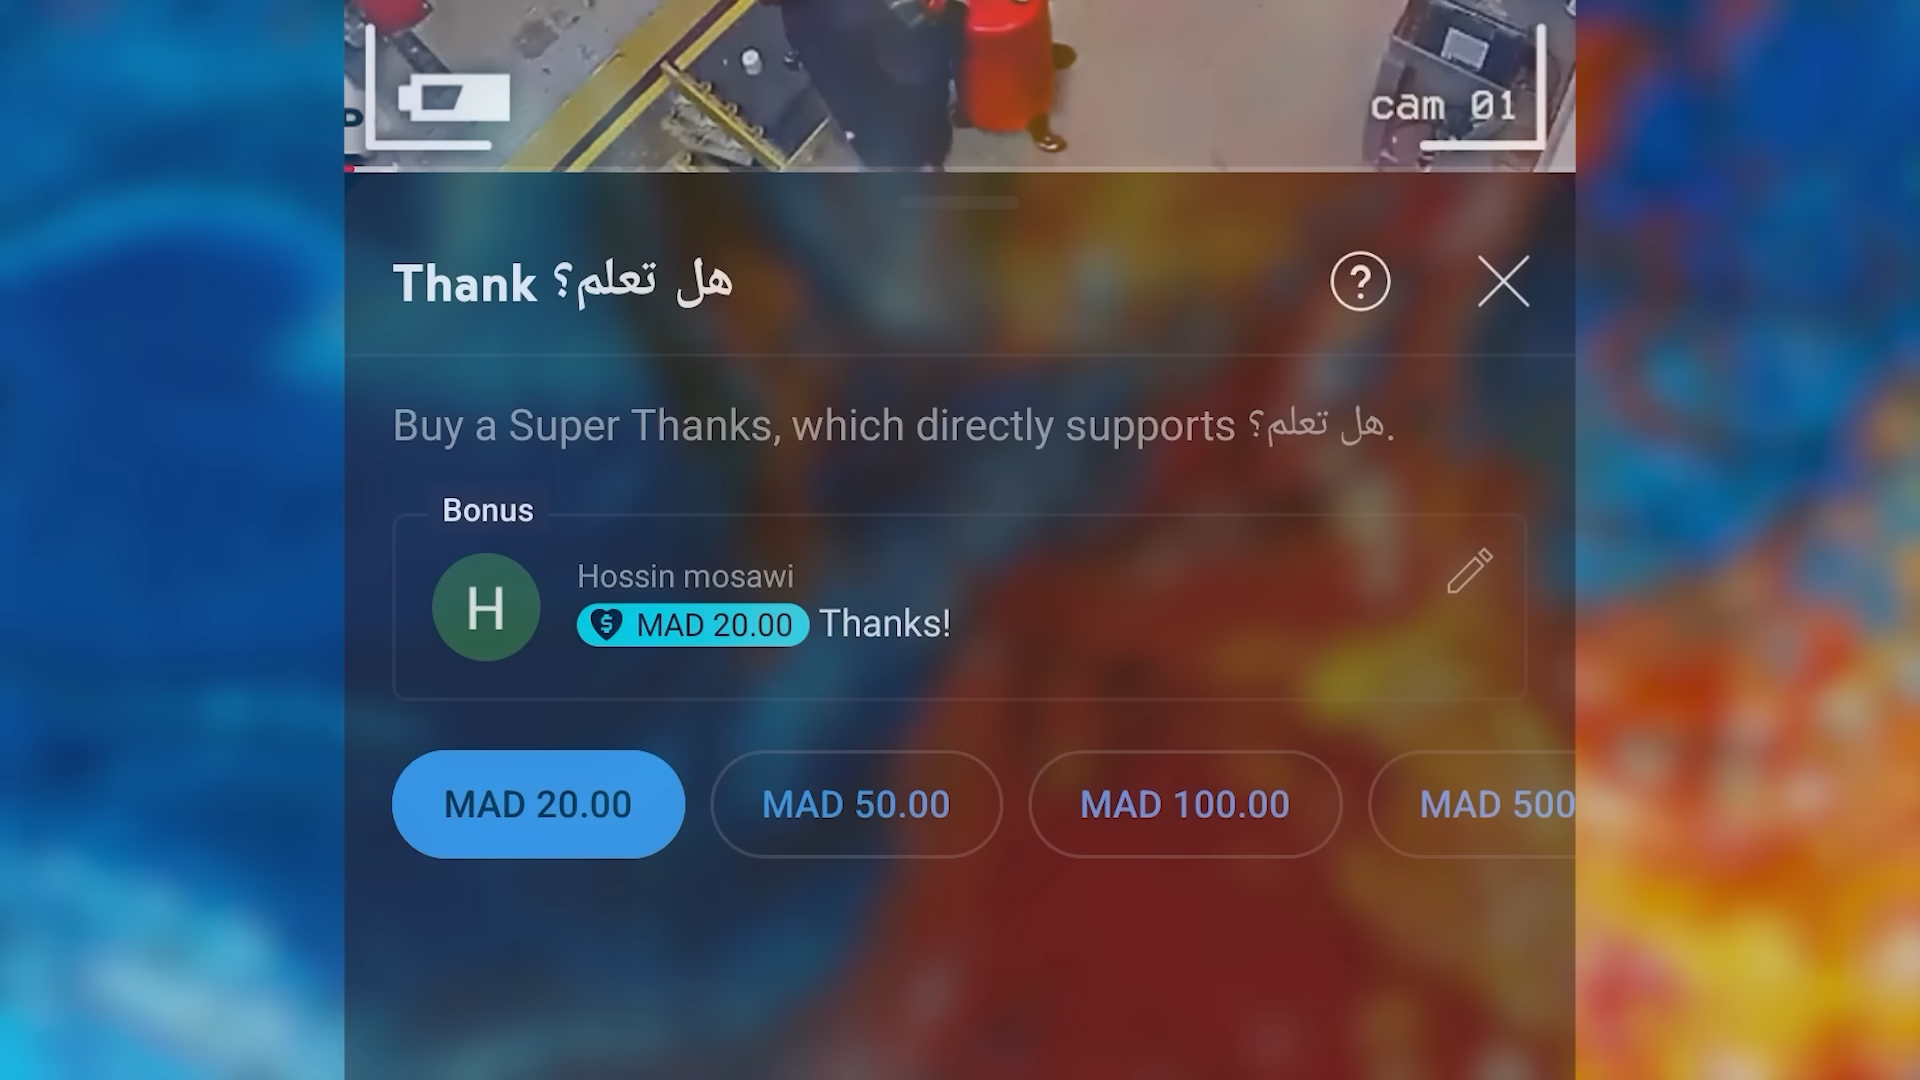 cam 01
Thank هل تعلم؟
Buy a Super Thanks, which directly supports هل تعلم؟.
Bonus
H
Hossin mosawi
MAD 20.00 Thanks!
MAD 20.00
MAD 50.00
MAD 100.00
MAD 500